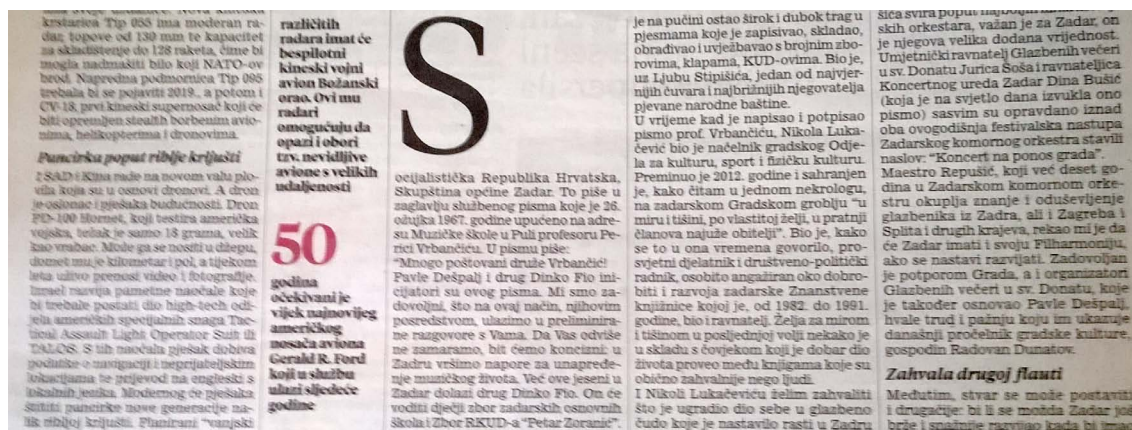 krstarica Tip 055 ima moderan ra-
dar, topove od 130 mm te kapacitet
za skladištenje do 128 raketa, čime bi
mogla nadmašiti bilo koji NATO-ov
brod. Napredna podmornica Tip 095
trebala bi se pojaviti 2019., a potom i
CV-18, prvi kineski supernosač koji će
biti opremljen stealth borbenim avio-
nima, helikopterima i dronovima.
Pancirka poput riblje krljušti
I SAD i Kina rade na novom valu plo-
vila koja su u osnovi dronovi. A dron
je oslonac i pješaka budućnosti. Dron
PD-100 Hornet, koji testira američka
vojska, težak je samo 18 grama, velik
kao vrabac. Može ga se nositi u džepu,
domet mu je kilometar i pol, a tijekom
leta uživo prenosi video i fotografije.
Izrael razvija pametne naočale koje
bi trebale postati dio high-tech odi-
jela američkih specijalnih snaga Tac-
tical Assault Light Operator Suit ili
TALOS. S tih naočala pješak dobiva
podatke o navigaciji i neprijateljskim
lokacijama te prijevod na engleski s
lokalnih jezika. Modernog će pješaka
štititi pancirke nove generacije na-
lik ribljoj krljušti. Planirani "vanjski
različitih
radara imat će
bespilotni
kineski vojni
avion Božanski
orao. Ovi mu
radari
omogućuju da
opazi i obori
tzv. nevidljive
avione s velikih
udaljenosti
50
godina
očekivani je
vijek najnovijeg
američkog
nosača aviona
Gerald R. Ford
koji u službu
ulazi sljedeće
godine
S
ocijalistička Republika Hrvatska,
Skupština općine Zadar. To piše u
zaglavlju službenog pisma koje je 26.
ožujka 1967. godine upućeno na adre-
su Muzičke škole u Puli profesoru Pe-
rici Vrbančiću. U pismu piše:
"Mnogo poštovani druže Vrbančić!
Pavle Dešpalj i drug Dinko Fio ini-
cijatori su ovog pisma. Mi smo za-
dovoljni, što na ovaj način, njihovim
posredstvom, ulazimo u preliminira-
ne razgovore s Vama. Da Vas odviše
ne zamaramo, bit ćemo koncizni: u
Zadru vršimo napore za unapređe-
nje muzičkog života. Već ove jeseni u
Zadar dolazi drug Dinko Fio. On će
voditi dječji zbor zadarskih osnovnih
škola i Zbor RKUD-a "Petar Zoranić".
je na pučini ostao širok i dubok trag u
pjesmama koje je zapisivao, skladao,
obrađivao i uvježbavao s brojnim zbo-
rovima, klapama, KUD-ovima. Bio je,
uz Ljubu Stipišića, jedan od najvjer-
nijih čuvara i najbrižnijih njegovatelja
pjevane narodne baštine.
U vrijeme kad je napisao i potpisao
pismo prof. Vrbančiću, Nikola Luka-
čević bio je načelnik gradskog Odje-
la za kulturu, sport i fizičku kulturu.
Preminuo je 2012. godine i sahranjen
je, kako čitam u jednom nekrologu,
na zadarskom Gradskom groblju "u
miru i tišini, po vlastitoj želji, u pratnji
članova najuže obitelji". Bio je, kako
se to u ona vremena govorilo, pro-
svjetni djelatnik i društveno-politički
radnik, osobito angažiran oko dobro-
biti i razvoja zadarske Znanstvene
knjižnice kojoj je, od 1982. do 1991.
godine, bio i ravnatelj. Želja za mirom
i tišinom u posljednjoj volji nekako je
u skladu s čovjekom koji je dobar dio
života proveo među knjigama koje su
obično zahvalnije nego ljudi.
I Nikoli Lukačeviću želim zahvaliti
što je ugradio dio sebe u glazbeno
čudo koje je nastavilo rasti u Zadru
šica svira poput
skih orkestara, važan je za Zadar, on
je njegova velika dodana vrijednost.
Umjetnički ravnatelj Glazbenih večeri
u sv. Donatu Jurica Šoša i ravnateljica
Koncertnog ureda Zadar Dina Bušić
(koja je na svjetlo dana izvukla ono
pismo) sasvim su opravdano iznad
oba ovogodišnja festivalska nastupa
Zadarskog komornog orkestra stavili
naslov: "Koncert na ponos grada".
Maestro Repušić, koji već deset go-
dina u Zadarskom komornom orke-
stru okuplja znanje i oduševljenje
glazbenika iz Zadra, ali i Zagreba i
Splita i drugih krajeva, rekao mi je da
će Zadar imati i svoju Filharmoniju,
ako se nastavi razvijati. Zadovoljan
je potporom Grada, a i organizatori
Glazbenih večeri u sv. Donatu, koje
je također osnovao Pavle Dešpalj,
hvale trud i pažnju koju im ukazuje
današnji pročelnik gradske kulture,
gospodin Radovan Dunatov.
Zahvala drugoj flauti
Međutim, stvar se može postaviti
i drugačije: bi li se možda Zadar još
brže i snažnije razvijao kada bi imao